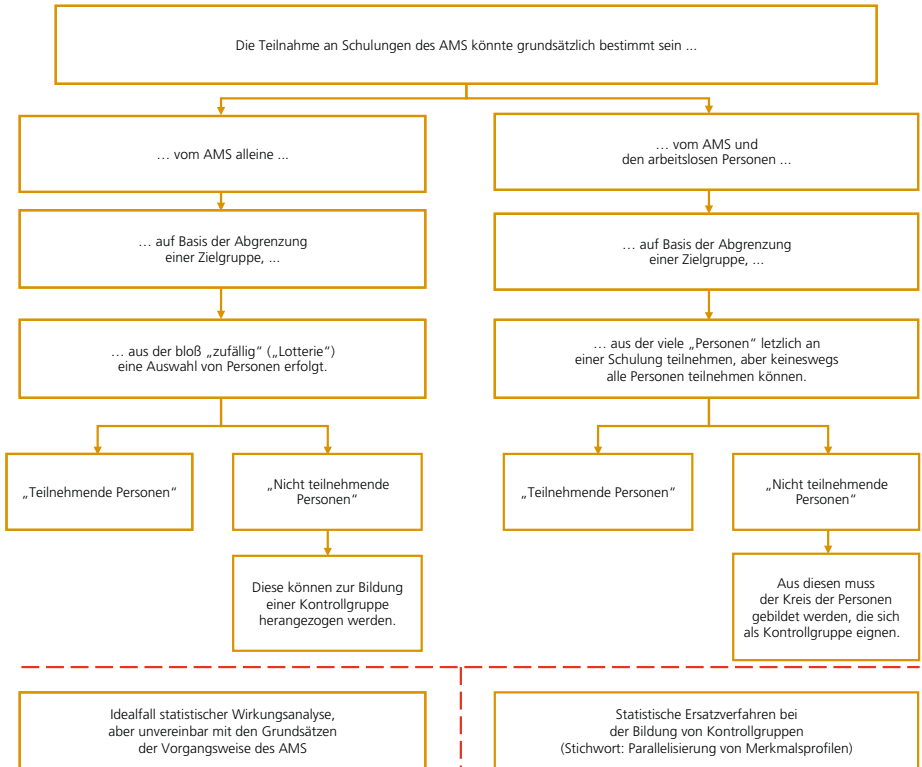 Die Teilnahme an Schulungen des AMS könnte grundsätzlich bestimmt sein ...
… vom AMS alleine ...
… vom AMS und
den arbeitslosen Personen ...
… auf Basis der Abgrenzung
einer Zielgruppe, ...
… auf Basis der Abgrenzung
einer Zielgruppe, ...
… aus der bloß „zufällig“ („Lotterie“)
eine Auswahl von Personen erfolgt.
… aus der viele „Personen“ letzlich an
einer Schulung teilnehmen, aber keineswegs
alle Personen teilnehmen können.
„Teilnehmende Personen“
„Nicht teilnehmende
Personen“
„Teilnehmende Personen“
„Nicht teilnehmende
Personen“
Diese können zur Bildung
einer Kontrollgruppe
herangezogen werden.
Aus diesen muss
der Kreis der Personen
gebildet werden, die sich
als Kontrollgruppe eignen.
Idealfall statistischer Wirkungsanalyse,
aber unvereinbar mit den Grundsätzen
der Vorgangsweise des AMS
Statistische Ersatzverfahren bei
der Bildung von Kontrollgruppen
(Stichwort: Parallelisierung von Merkmalsprofilen)